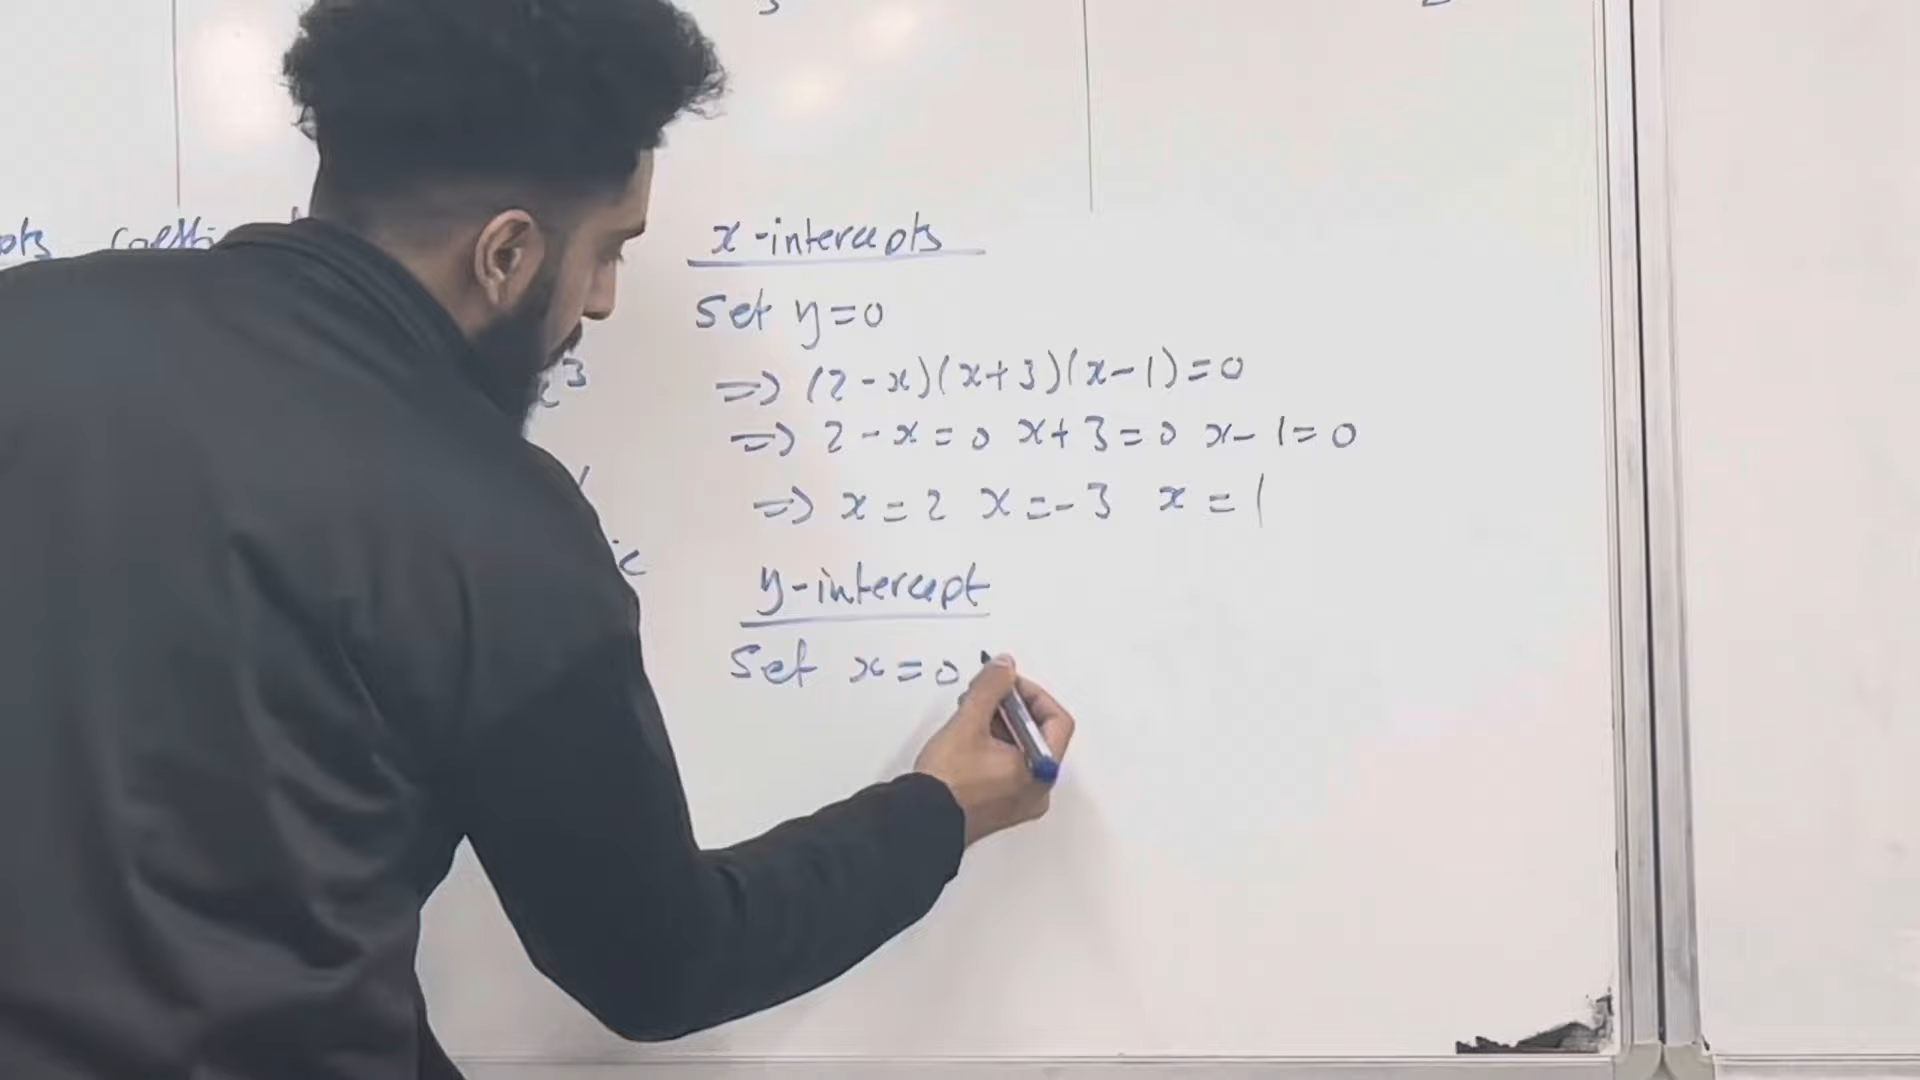 x-intercepts
Set y=0
=> (2-x)(x+3)(x-1)=0
=> 2-x=0 x+3=0 x-1=0
=> x=2 x=-3 x=1
y-intercept
Set x=0